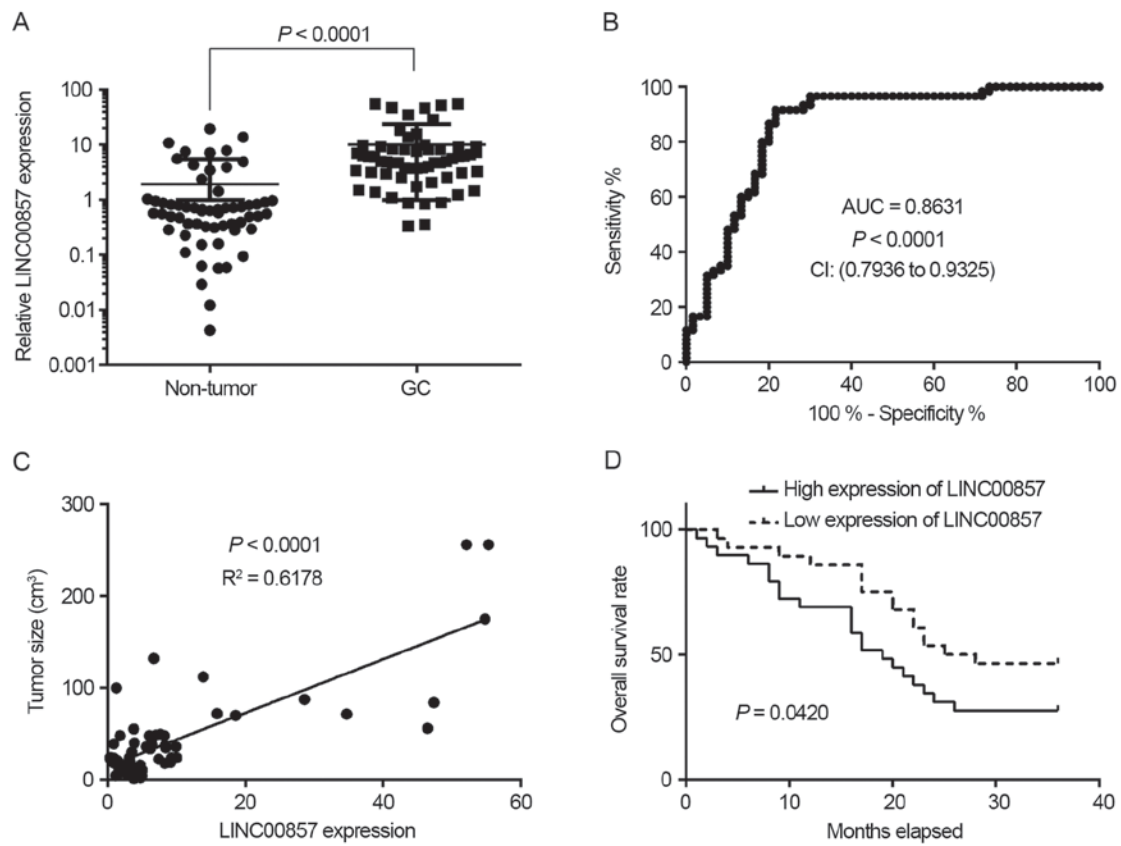 A
P < 0.0001
Relative LINC00857 expression
100
10
1
0.1
0.01
0.001
Non-tumor
GC
B
Sensitivity %
100
80
60
40
20
0
AUC = 0.8631
P < 0.0001
CI: (0.7936 to 0.9325)
0
20
40
60
80
100
100 % - Specificity %
C
Tumor size (cm³)
300
200
100
0
P < 0.0001
R² = 0.6178
0
20
40
60
LINC00857 expression
D
High expression of LINC00857
Low expression of LINC00857
Overall survival rate
100
50
0
P = 0.0420
0
10
20
30
40
Months elapsed